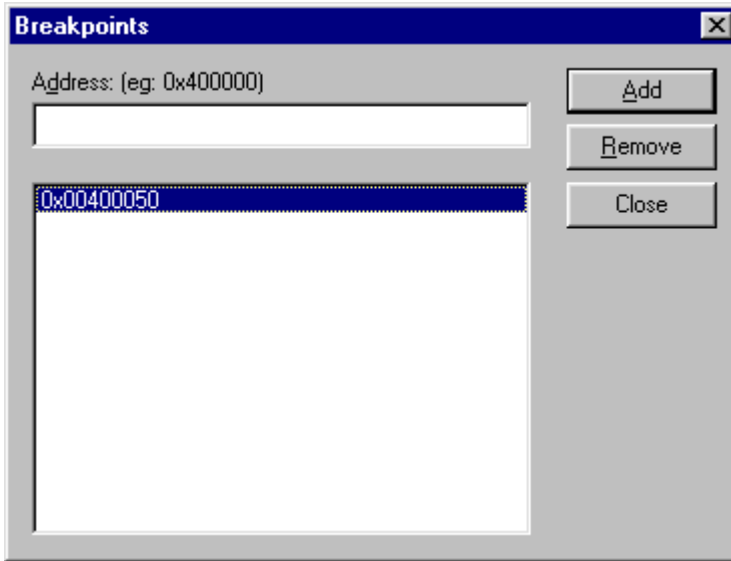 Breakpoints
Address: (eg: 0x400000)
Add
Remove
0x00400050
Close